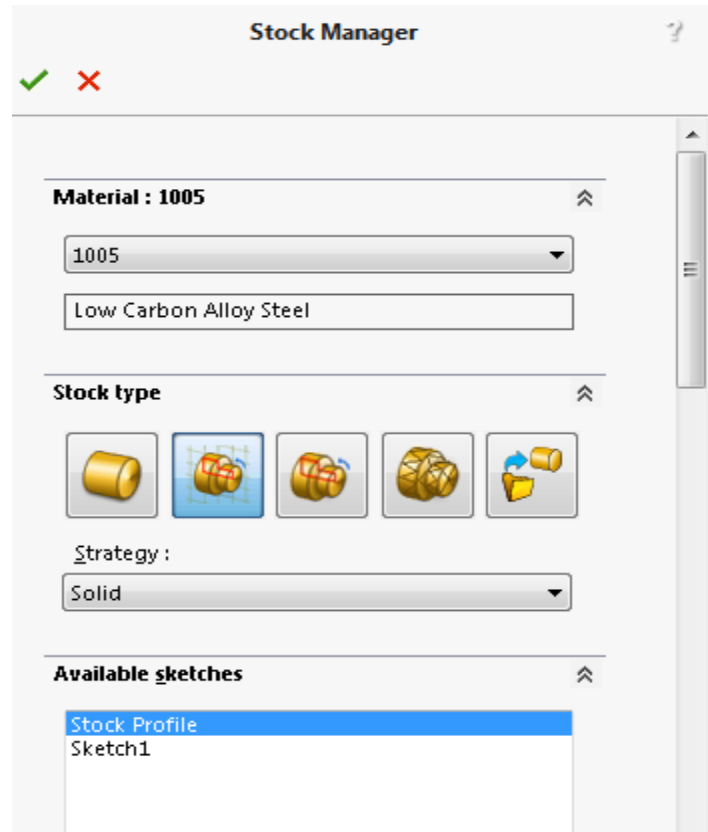 Stock Manager
?
Material : 1005
1005
Low Carbon Alloy Steel
Stock type
Strategy :
Solid
Available sketches
Stock Profile
Sketch1